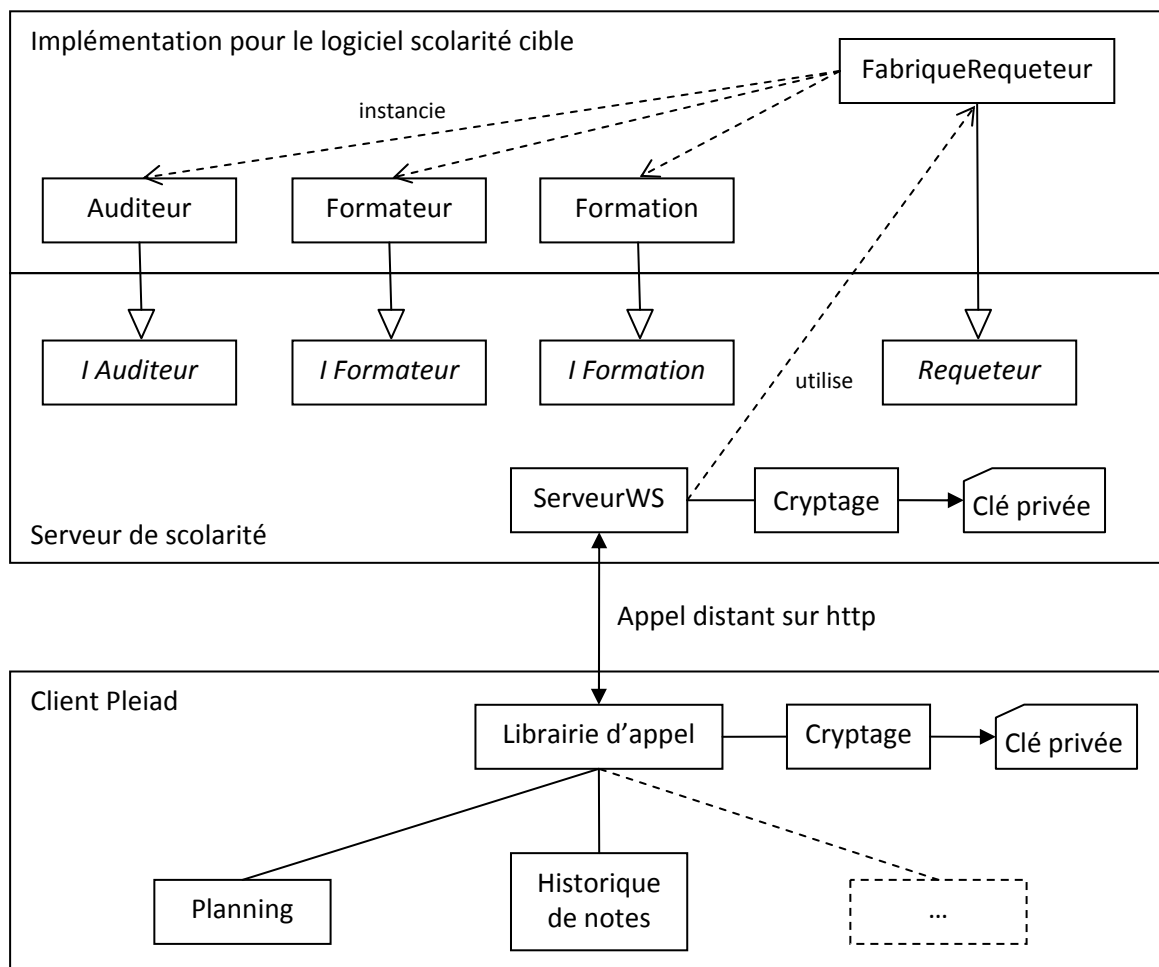 Implémentation pour le logiciel scolarité cible
FabriqueRequeteur
instancie
Auditeur
Formateur
Formation
I Auditeur
I Formateur
I Formation
Requeteur
utilise
ServeurWS
Cryptage
Clé privée
Serveur de scolarité
Appel distant sur http
Client Pleiad
Librairie d’appel
Cryptage
Clé privée
Planning
Historique
de notes
...